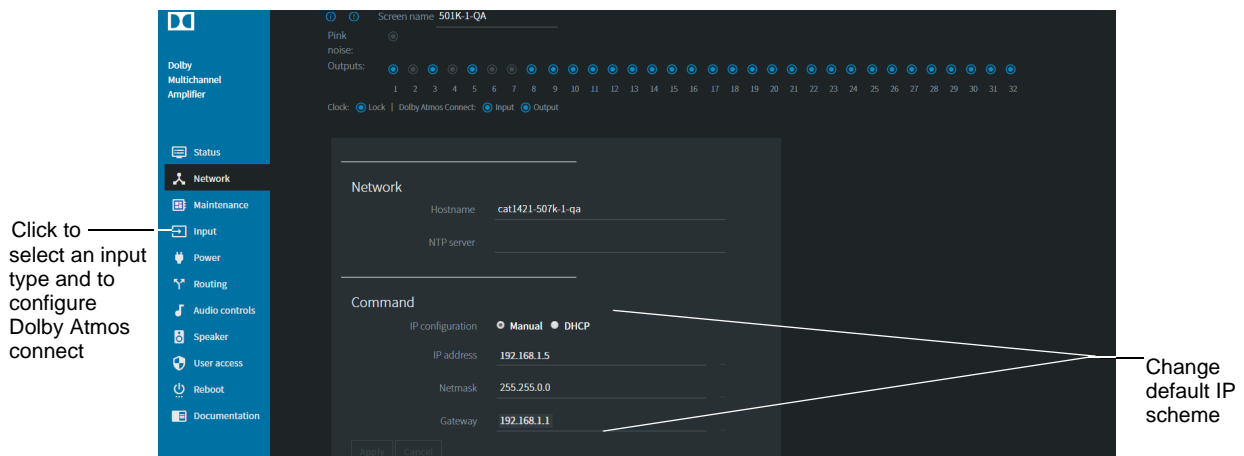 Screen name 501K-1-QA
Pink noise:
Outputs:
1 2 3 4 5 6 7 8 9 10 11 12 13 14 15 16 17 18 19 20 21 22 23 24 25 26 27 28 29 30 31 32
Clock: Lock | Dolby Atmos Connect: Input Output
Dolby
Multichannel
Amplifier
Status
Network
Maintenance
Input
Power
Routing
Audio controls
Speaker
User access
Reboot
Documentation
Network
Hostname cat1421-507k-1-qa
NTP server
Command
IP configuration Manual DHCP
IP address 192.168.1.5
Netmask 255.255.0.0
Gateway 192.168.1.1
Apply Cancel
Click to
select an input
type and to
configure
Dolby Atmos
connect
Change
default IP
scheme